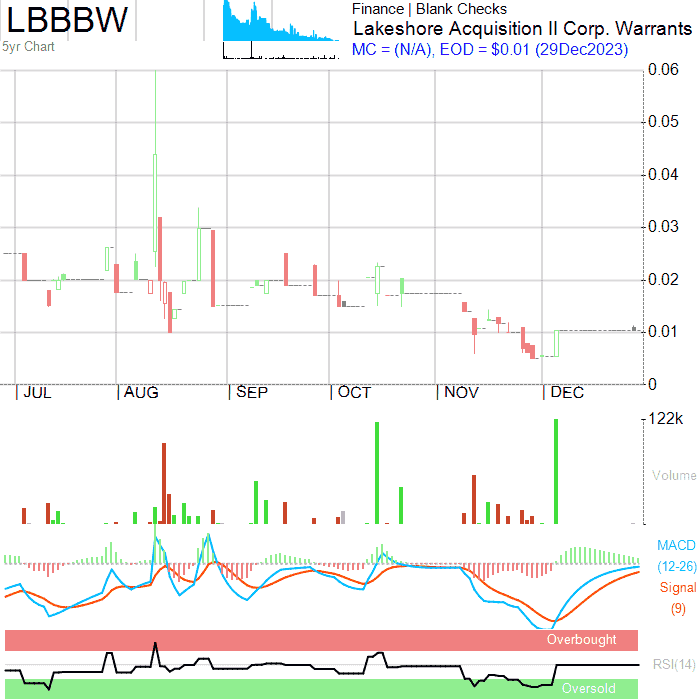 LBBBW
5yr Chart
Finance | Blank Checks
Lakeshore Acquisition II Corp. Warrants
MC = (N/A), EOD = $0.01 (29Dec2023)
0.06
0.05
0.04
0.03
0.02
0.01
0
JUL AUG SEP OCT NOV DEC
122k
Volume
MACD
(12-26)
Signal
(9)
Overbought
RSI(14)
Oversold